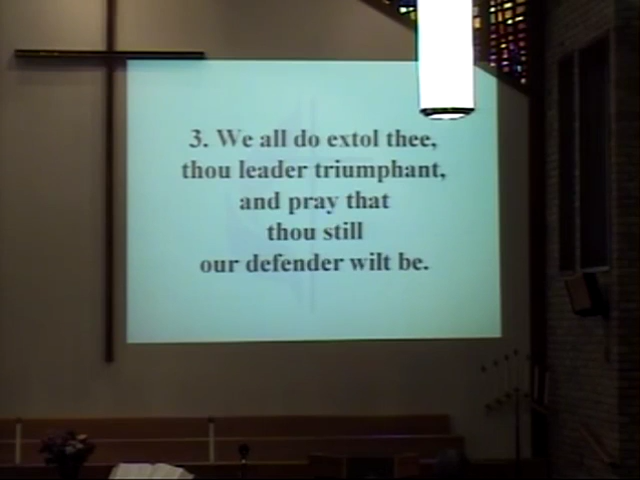 3. We all do extol thee,
thou leader triumphant,
and pray that
thou still
our defender wilt be.